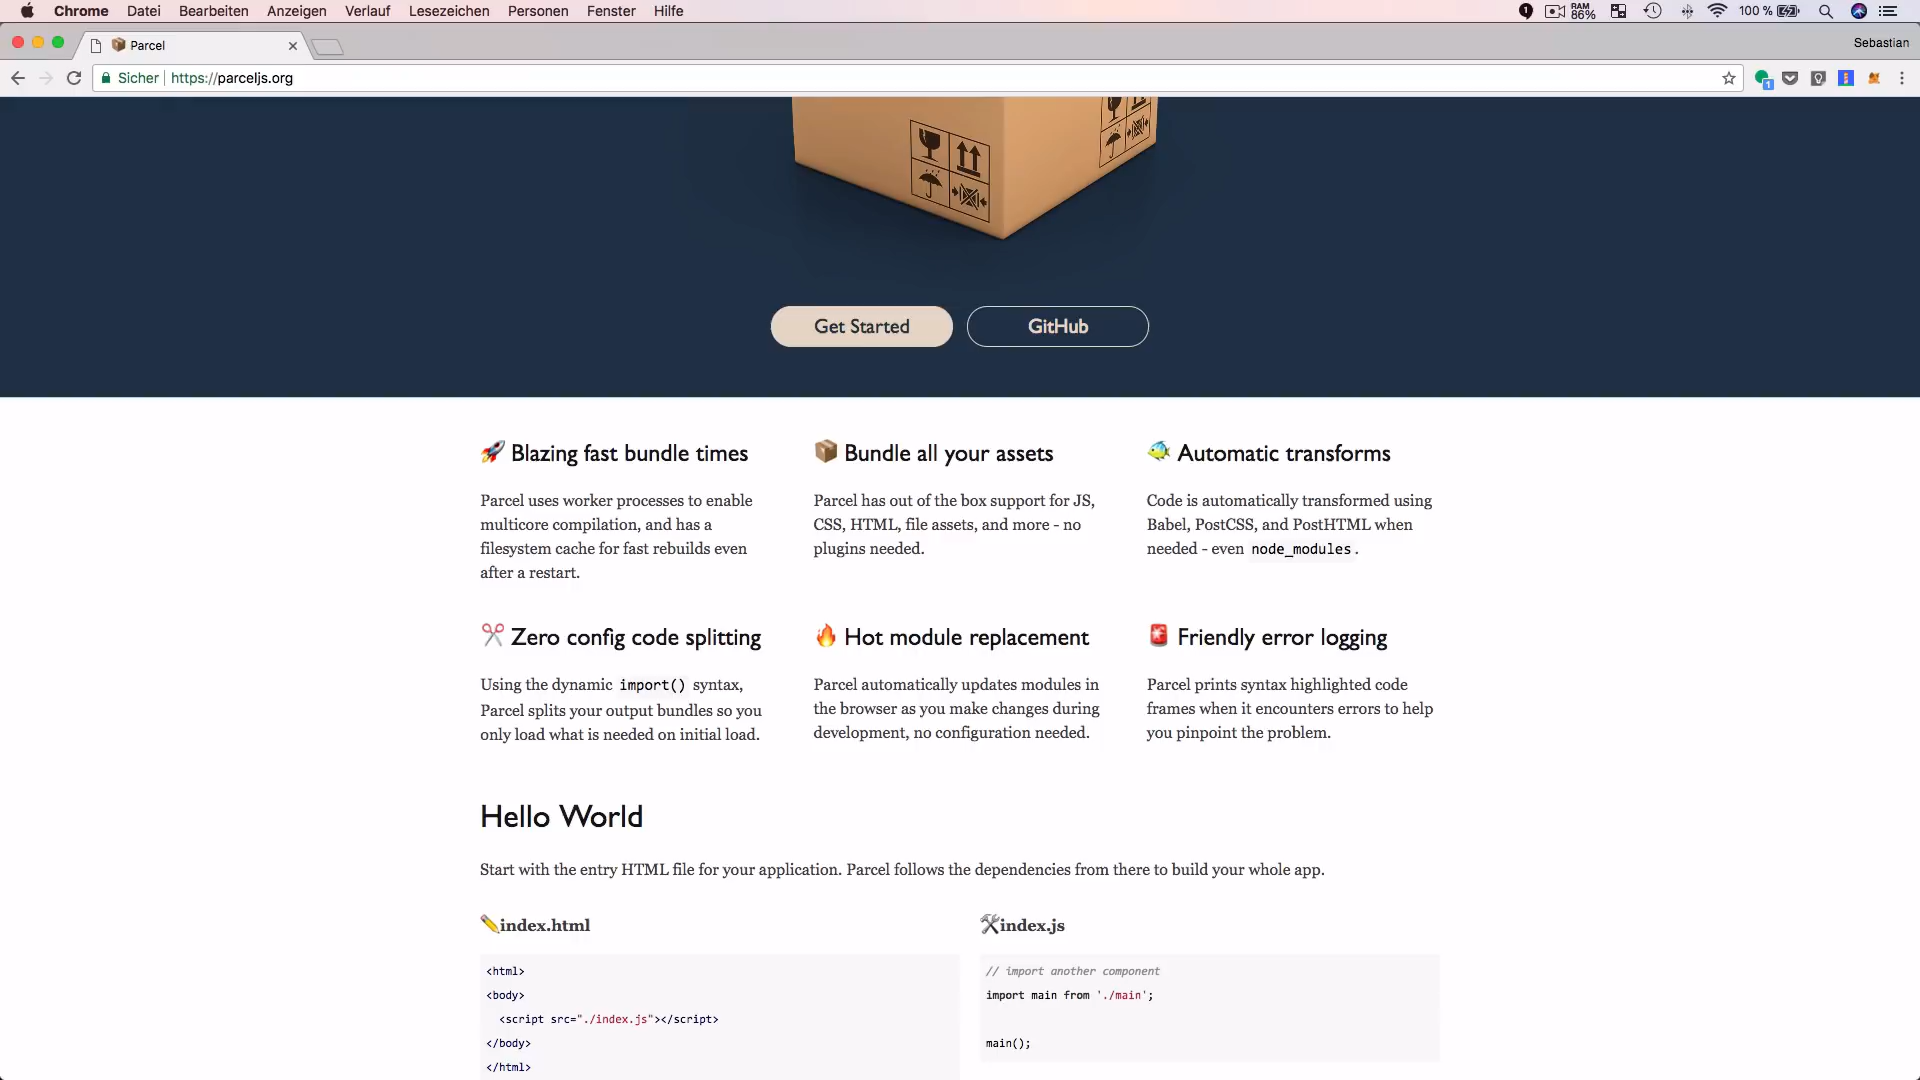 Chrome Datei Bearbeiten Anzeigen Verlauf Lesezeichen Personen Fenster Hilfe
RAM
86%
100 %
Parcel
Sebastian
Sicher https://parceljs.org
1
Get Started
GitHub
🚀 Blazing fast bundle times
Parcel uses worker processes to enable
multicore compilation, and has a
filesystem cache for fast rebuilds even
after a restart.
📦 Bundle all your assets
Parcel has out of the box support for JS,
CSS, HTML, file assets, and more - no
plugins needed.
🐠 Automatic transforms
Code is automatically transformed using
Babel, PostCSS, and PostHTML when
needed - even node_modules.
✂️ Zero config code splitting
Using the dynamic import() syntax,
Parcel splits your output bundles so you
only load what is needed on initial load.
🔥 Hot module replacement
Parcel automatically updates modules in
the browser as you make changes during
development, no configuration needed.
🚨 Friendly error logging
Parcel prints syntax highlighted code
frames when it encounters errors to help
you pinpoint the problem.
Hello World
Start with the entry HTML file for your application. Parcel follows the dependencies from there to build your whole app.
✏️index.html
<html>
<body>
  <script src="./index.js"></script>
</body>
</html>
🛠index.js
// import another component
import main from './main';
main();